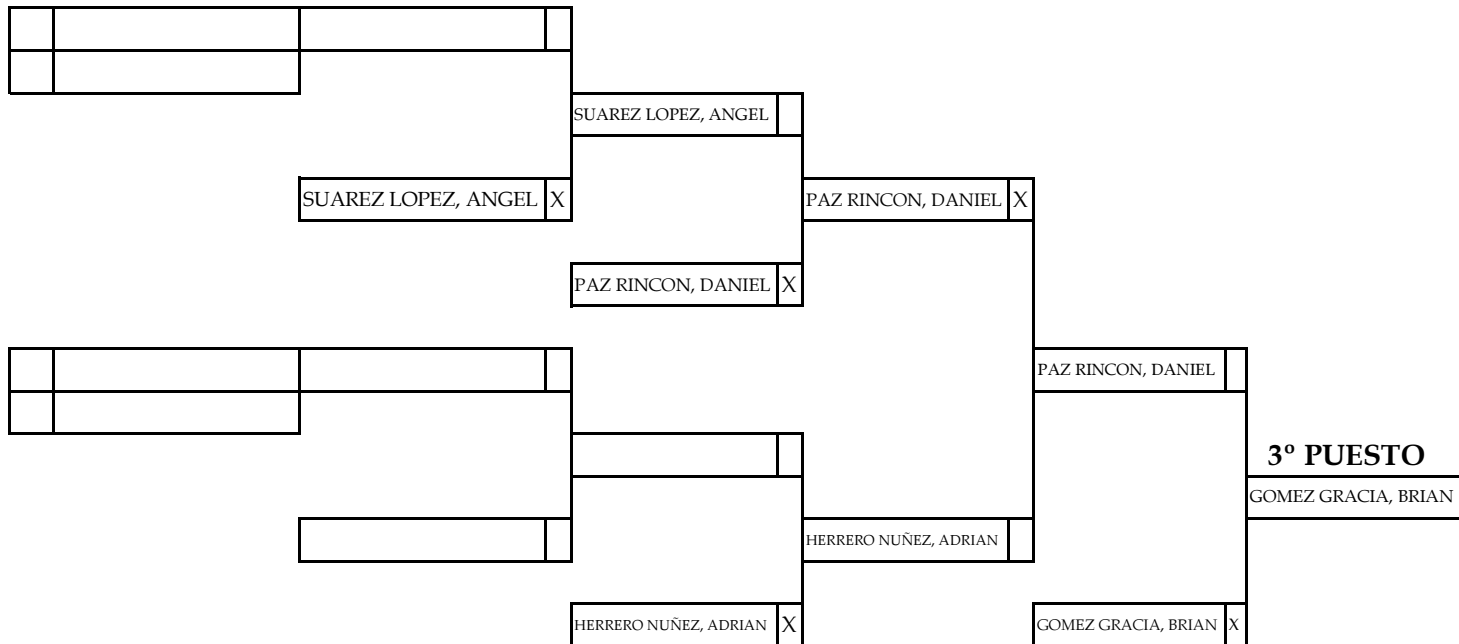 SUAREZ LOPEZ, ANGEL
SUAREZ LOPEZ, ANGEL X
PAZ RINCON, DANIEL X
PAZ RINCON, DANIEL X
PAZ RINCON, DANIEL
3º PUESTO
GOMEZ GRACIA, BRIAN
HERRERO NUÑEZ, ADRIAN
HERRERO NUÑEZ, ADRIAN X
GOMEZ GRACIA, BRIAN X